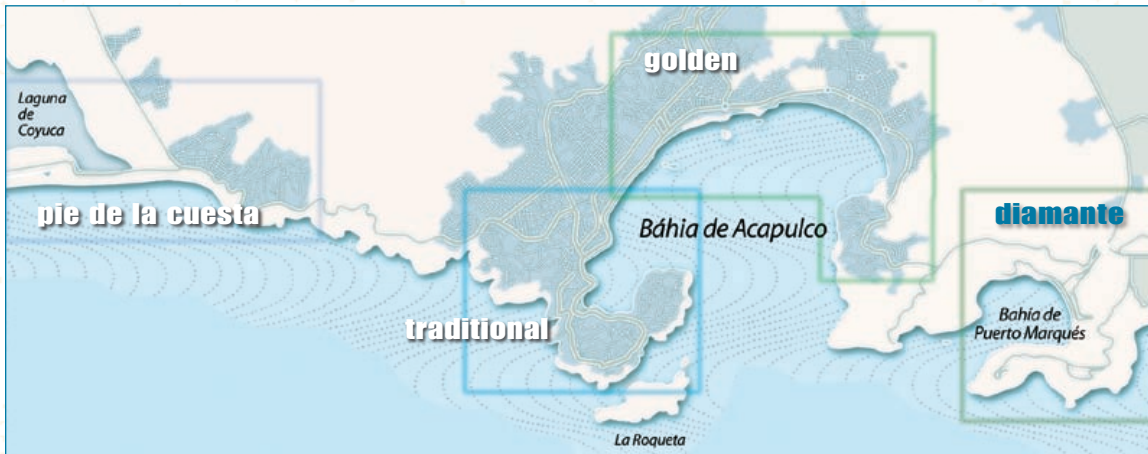 golden
Laguna
de
Coyuca
pie de la cuesta
Báhia de Acapulco
diamante
traditional
Bahía de
Puerto Marqués
La Roqueta